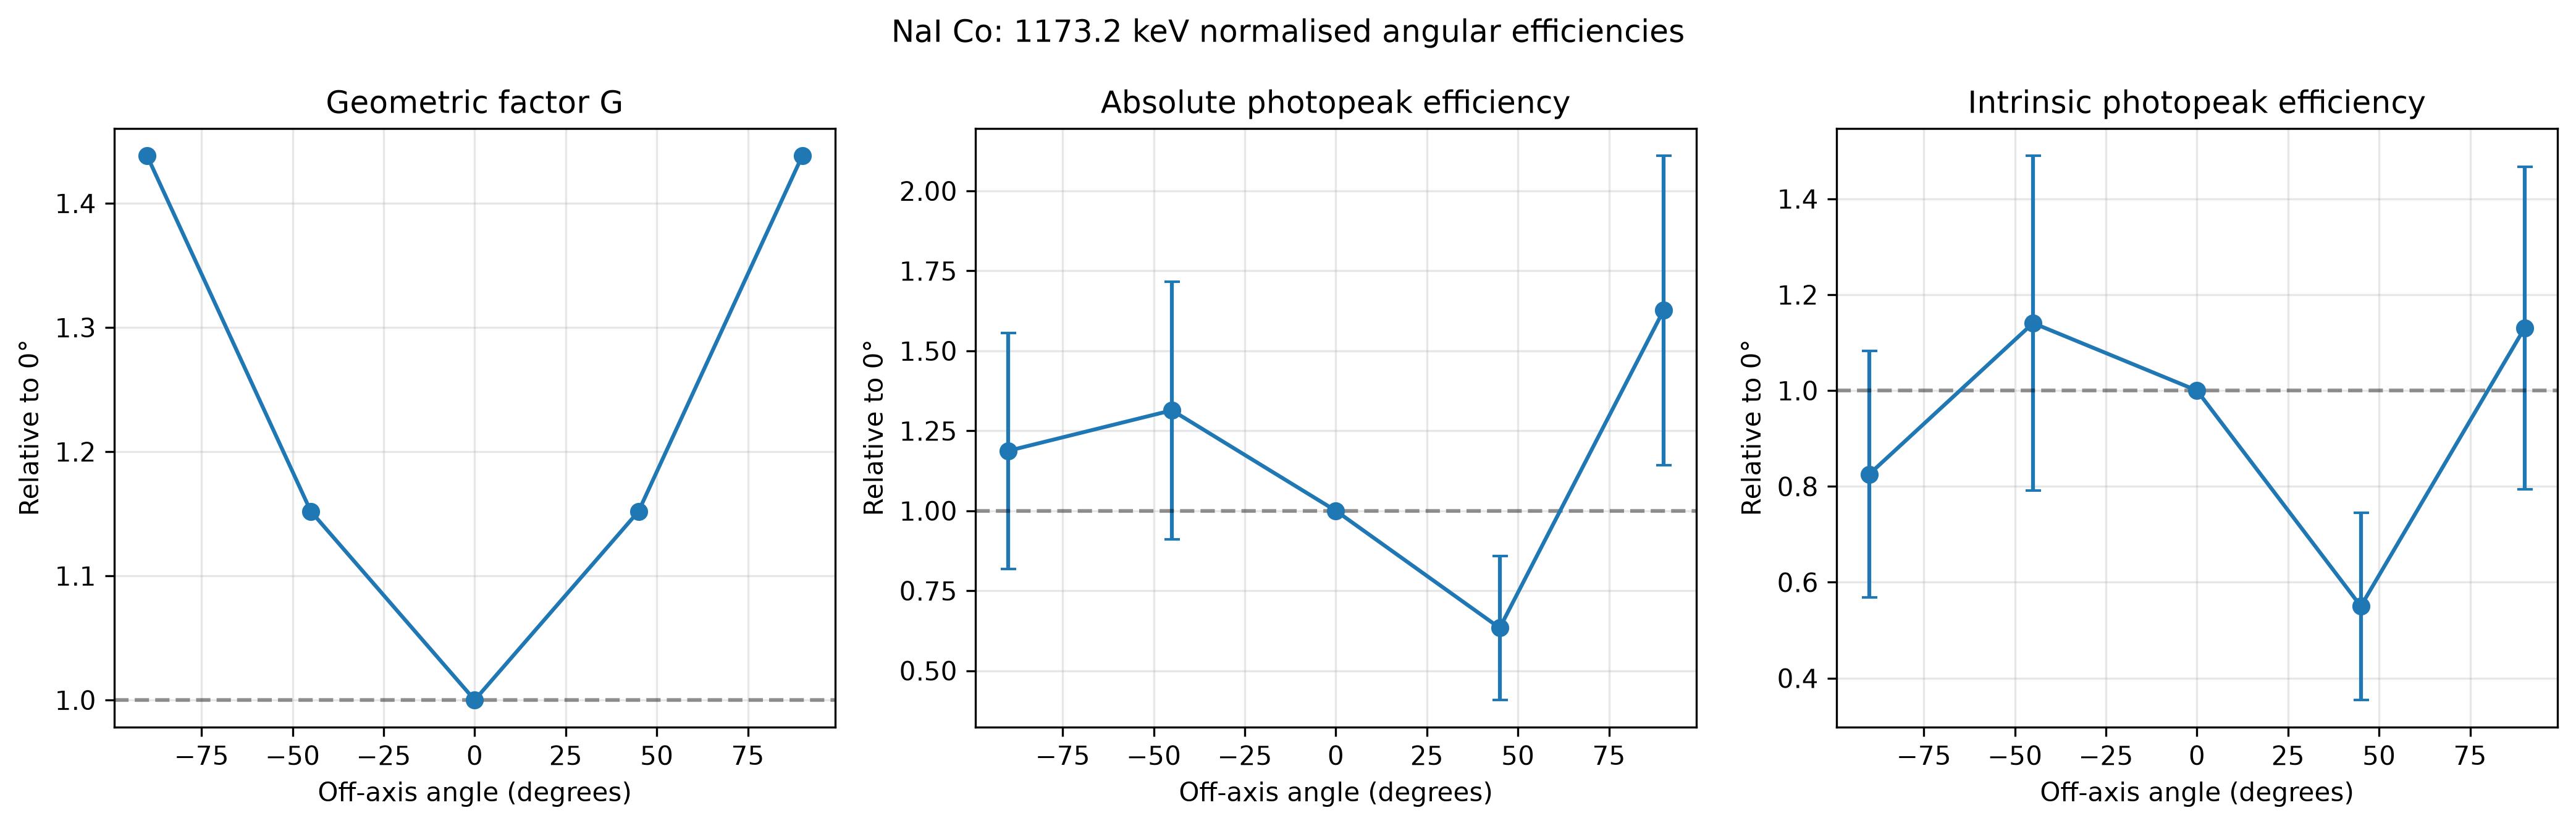 NaI Co: 1173.2 keV normalised angular efficiencies
Geometric factor G
Relative to 0°
1.4
1.3
1.2
1.1
1.0
−75 −50 −25 0 25 50 75
Off-axis angle (degrees)
Absolute photopeak efficiency
Relative to 0°
2.00
1.75
1.50
1.25
1.00
0.75
0.50
−75 −50 −25 0 25 50 75
Off-axis angle (degrees)
Intrinsic photopeak efficiency
Relative to 0°
1.4
1.2
1.0
0.8
0.6
0.4
−75 −50 −25 0 25 50 75
Off-axis angle (degrees)